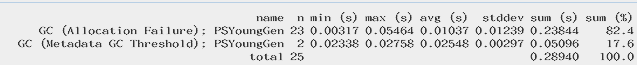 name n min (s) max (s) avg (s) stddev sum (s) sum (%)
GC (Allocation Failure): PSYoungGen 23 0.00317 0.05464 0.01037 0.01239 0.23844 82.4
GC (Metadata GC Threshold): PSYoungGen 2 0.02338 0.02758 0.02548 0.00297 0.05096 17.6
total 25 0.28940 100.0